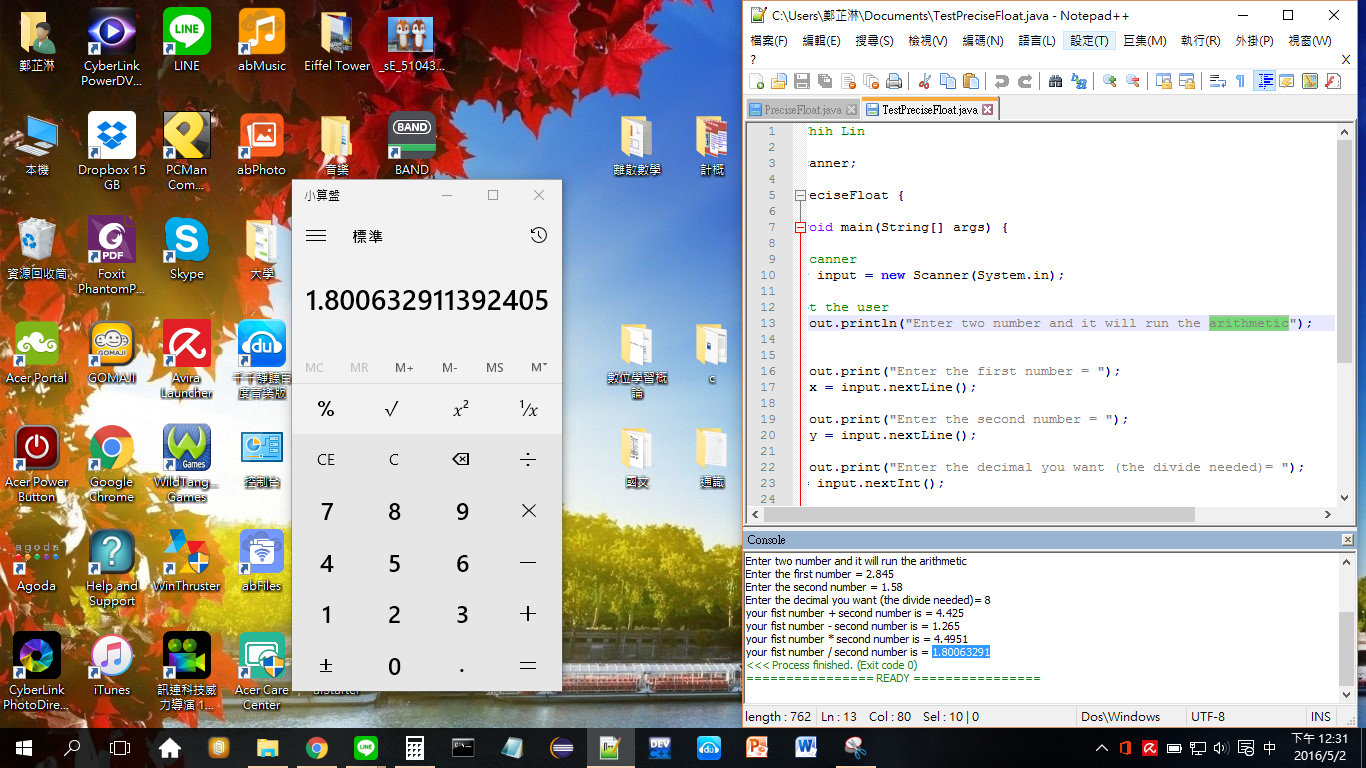 鄭芷淋
CyberLink PowerDV...
LINE
abMusic
Eiffel Tower
_sE_51043...
本機
Dropbox 15 GB
PCMan Com...
abPhoto
音樂
BAND
BAND
離散數學
計概
資源回收筒
Foxit PhantomP...
PDF
Skype
大學
Acer Portal
GOMAJI
GOMAJI
Avira Launcher
千千靜聽百度音樂版
數位學習概論
c
Acer Power Button
Google Chrome
WildTang... Games
Games
控制台
國文
通識
agoda
Agoda
Help and Support
WinThruster
abFiles
CyberLink PhotoDire...
iTunes
訊連科技威力導演 1...
Acer Care Center
小算盤
標準
1.800632911392405
MC MR M+ M- MS M˅
% √ x² ¹/x
CE C ⌫ ÷
7 8 9 ×
4 5 6 −
1 2 3 +
± 0 . =
C:\Users\鄭芷淋\Documents\TestPreciseFloat.java - Notepad++
檔案(F) 編輯(E) 搜尋(S) 檢視(V) 編碼(N) 語言(L) 設定(T) 巨集(M) 執行(R) 外掛(P) 視窗(W)
? X
PreciseFloat.java TestPreciseFloat.java
1 hih Lin
2
3 anner;
4
5 eciseFloat {
6
7 oid main(String[] args) {
8
9 canner
10 input = new Scanner(System.in);
11
12 t the user
13 out.println("Enter two number and it will run the arithmetic");
14
15
16 out.print("Enter the first number = ");
17 x = input.nextLine();
18
19 out.print("Enter the second number = ");
20 y = input.nextLine();
21
22 out.print("Enter the decimal you want (the divide needed)= ");
23 = input.nextInt();
24
Console
Enter two number and it will run the arithmetic
Enter the first number = 2.845
Enter the second number = 1.58
Enter the decimal you want (the divide needed)= 8
your fist number + second number is = 4.425
your fist number - second number is = 1.265
your fist number * second number is = 4.4951
your fist number / second number is = 1.80063291
<<< Process finished. (Exit code 0)
================ READY ================
length : 762 Ln : 13 Col : 80 Sel : 10 | 0 Dos\Windows UTF-8 INS
DEV
中
下午 12:31
2016/5/2